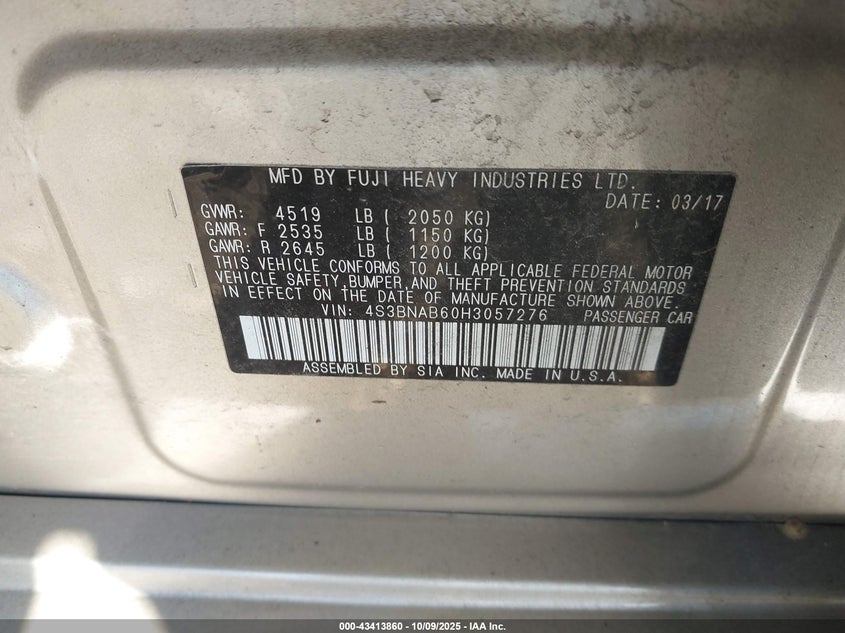 MFD BY FUJI HEAVY INDUSTRIES LTD.
DATE: 03/17
GVWR: 4519 LB ( 2050 KG)
GAWR: F 2535 LB ( 1150 KG)
GAWR: R 2645 LB ( 1200 KG)
THIS VEHICLE CONFORMS TO ALL APPLICABLE FEDERAL MOTOR
VEHICLE SAFETY,BUMPER,AND THEFT PREVENTION STANDARDS
IN EFFECT ON THE DATE OF MANUFACTURE SHOWN ABOVE.
VIN: 4S3BNAB60H3057276 PASSENGER CAR
ASSEMBLED BY SIA INC. MADE IN U.S.A.
000-43413860 - 10/09/2025 - IAA Inc.